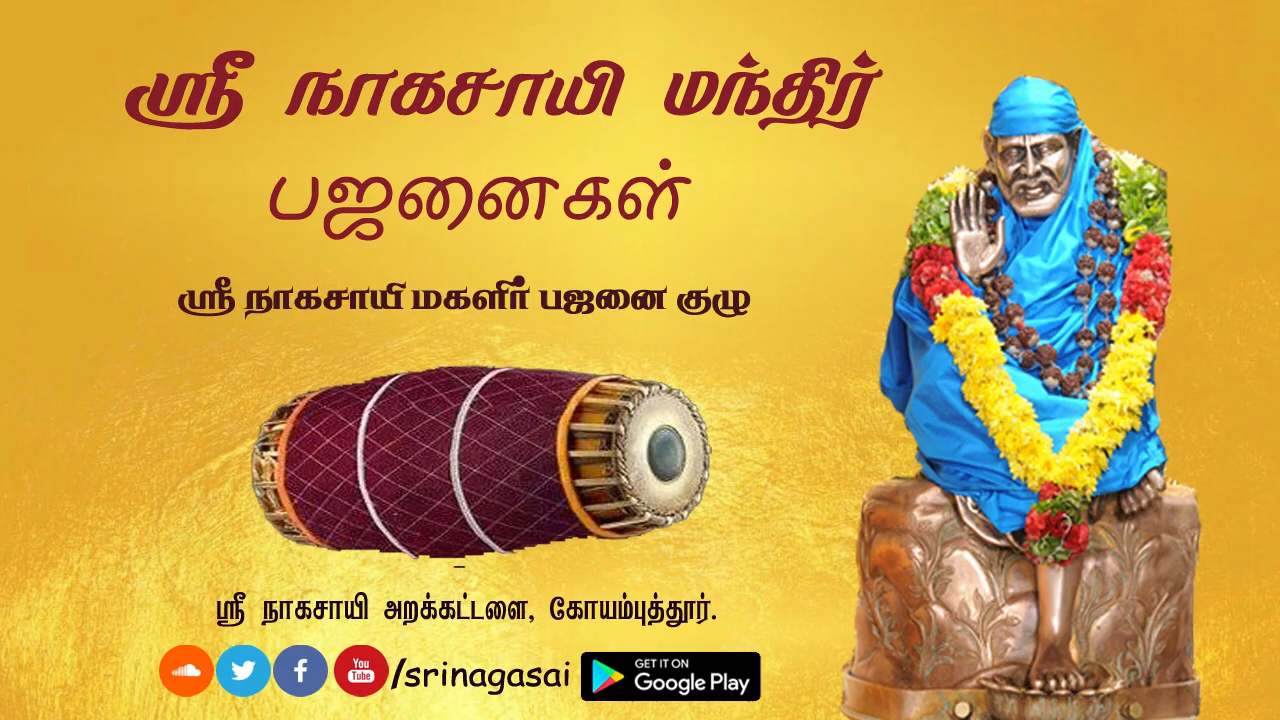 ஸ்ரீ நாகசாயி மந்திர்
பஜனைகள்
ஸ்ரீ நாகசாயி மகளிர் பஜனை குழு
ஸ்ரீ நாகசாயி அறக்கட்டளை, கோயம்புத்தூர்.
You Tube /srinagasai GET IT ON Google Play